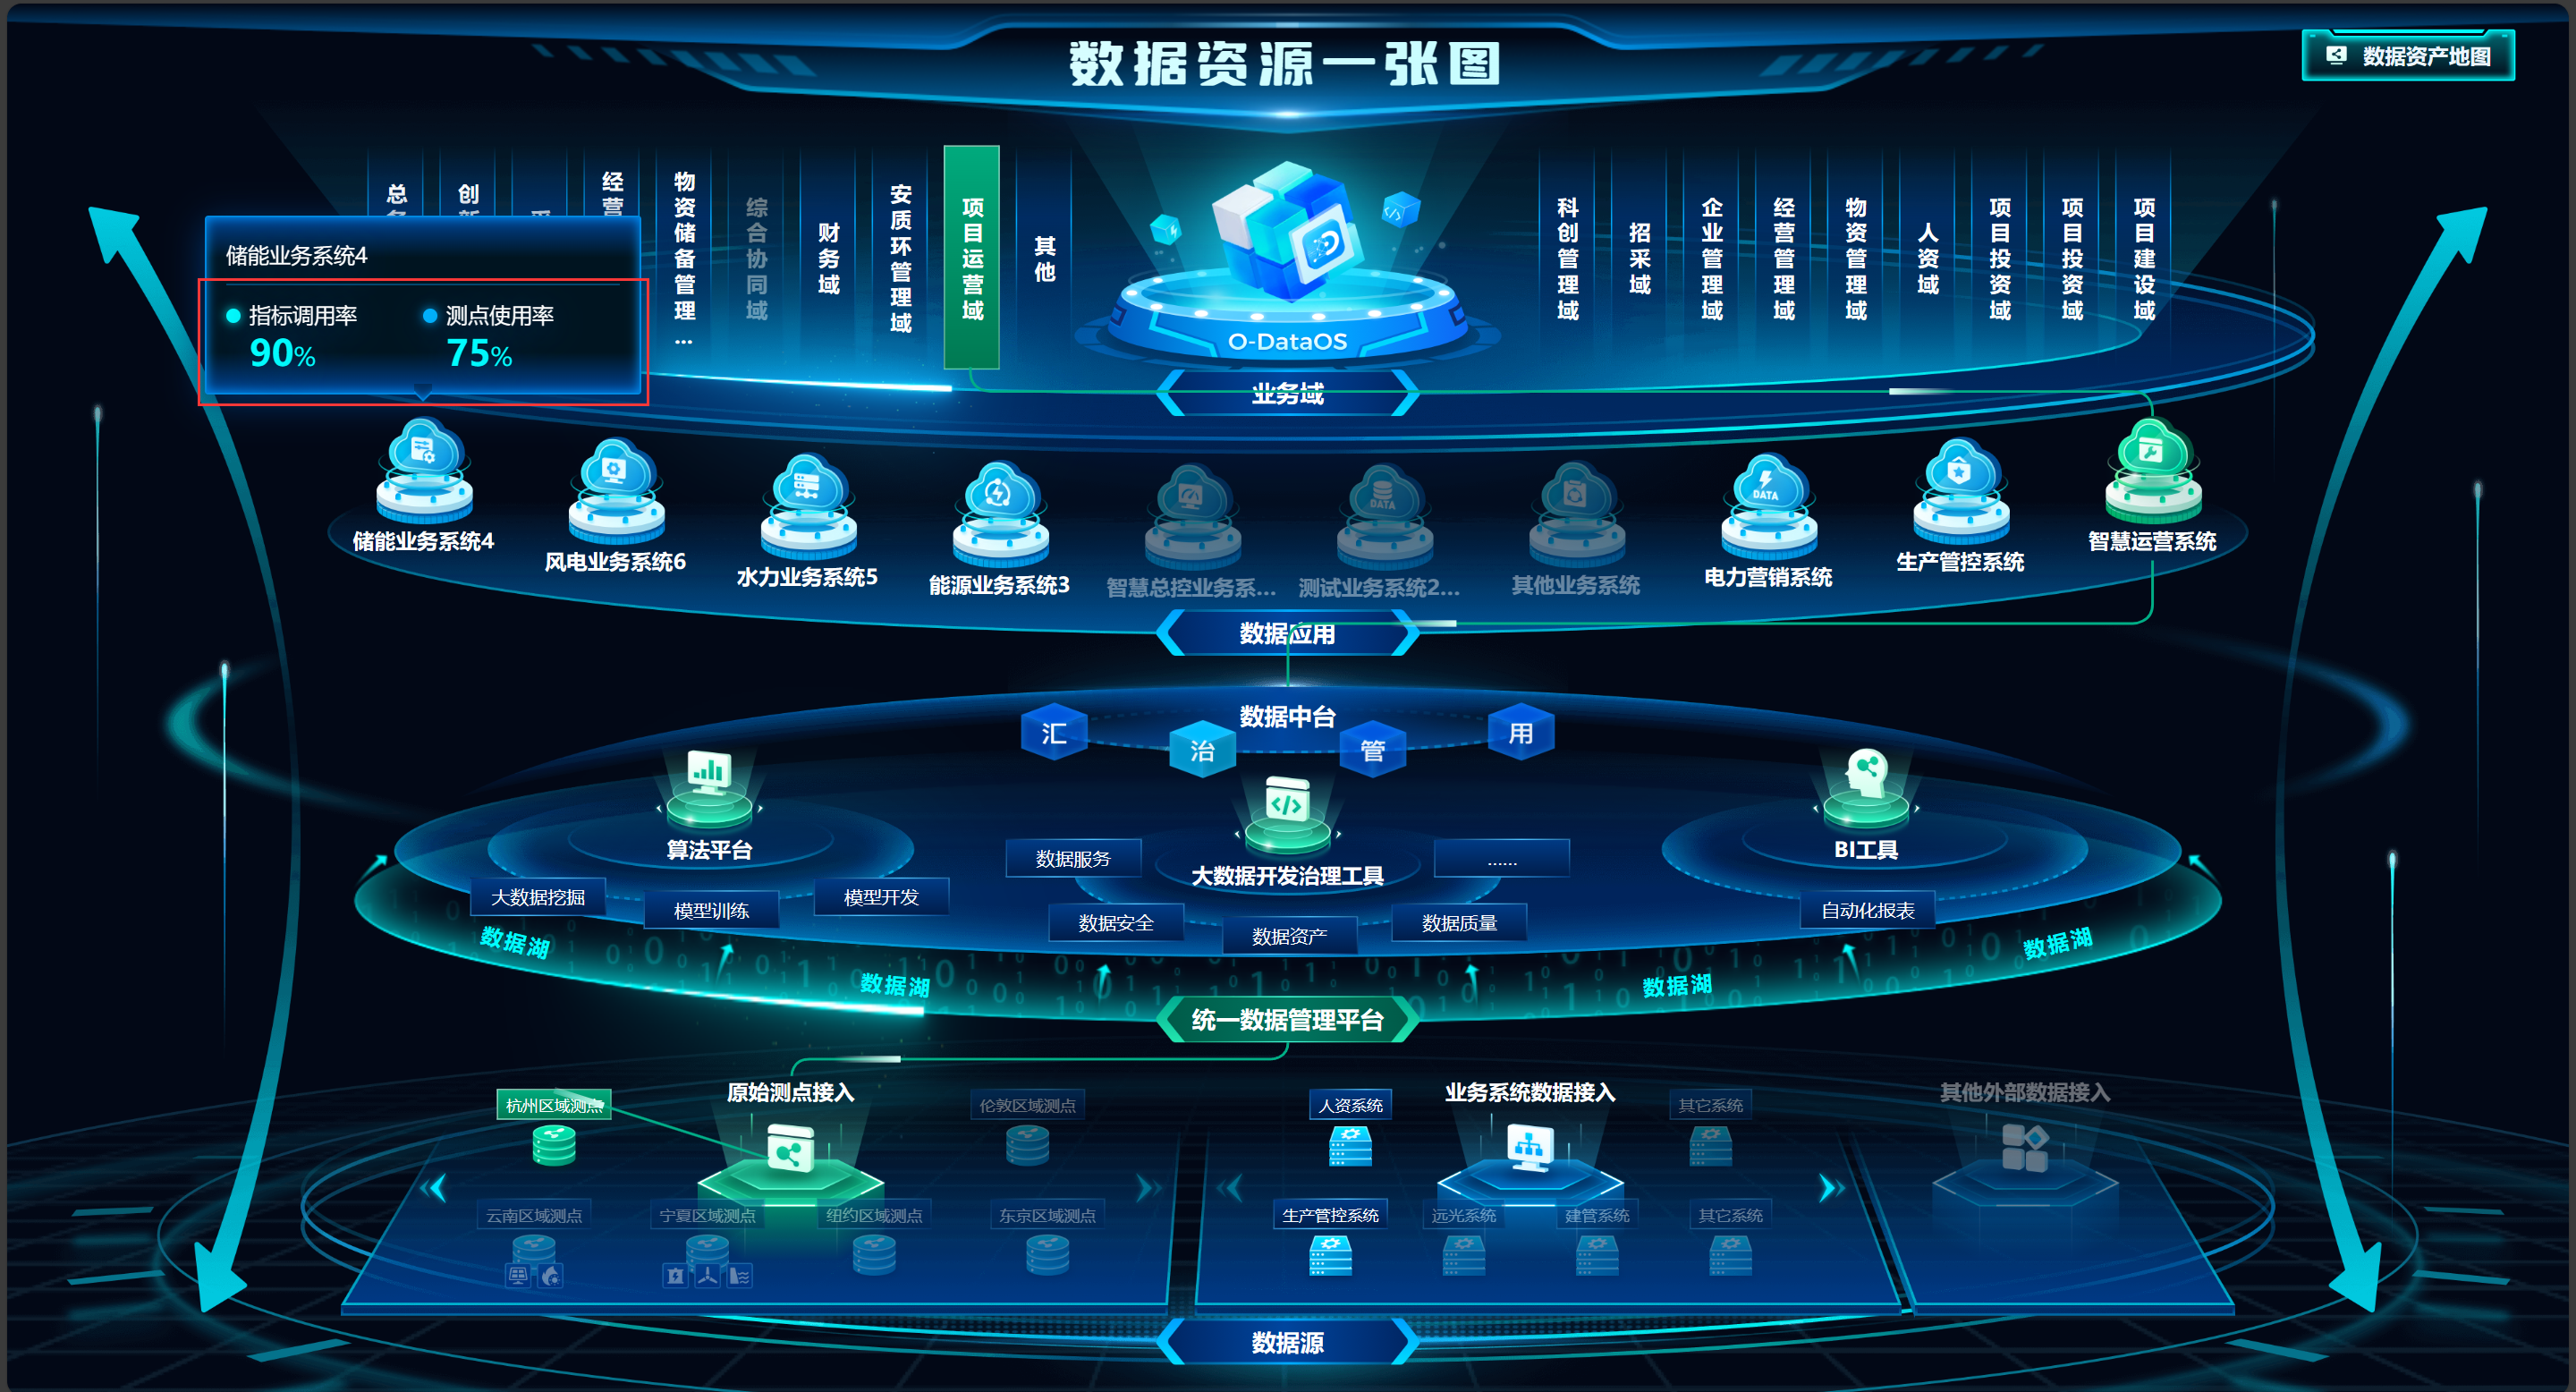 数据资源一张图
数据资产地图
总
创
经营
物资储备管理...
综合协同域
财务域
安质环管理域
项目运营域
其他
科创管理域
招采域
企业管理域
经营管理域
物资管理域
人资域
项目投资域
项目投资域
项目建设域
储能业务系统4
指标调用率
90%
测点使用率
75%
O-DataOS
业务域
储能业务系统4
风电业务系统6
水力业务系统5
能源业务系统3
智慧总控业务系...
测试业务系统2...
其他业务系统
DATA
DATA
电力营销系统
生产管控系统
智慧运营系统
数据应用
数据中台
汇
治
管
用
算法平台
大数据挖掘
模型训练
模型开发
大数据开发治理工具
数据服务
数据安全
数据资产
数据质量
......
BI工具
自动化报表
数据湖
数据湖
数据湖
数据湖
统一数据管理平台
原始测点接入
杭州区域测点
伦敦区域测点
云南区域测点
宁夏区域测点
纽约区域测点
东京区域测点
业务系统数据接入
人资系统
其它系统
生产管控系统
远光系统
建管系统
其它系统
其他外部数据接入
数据源